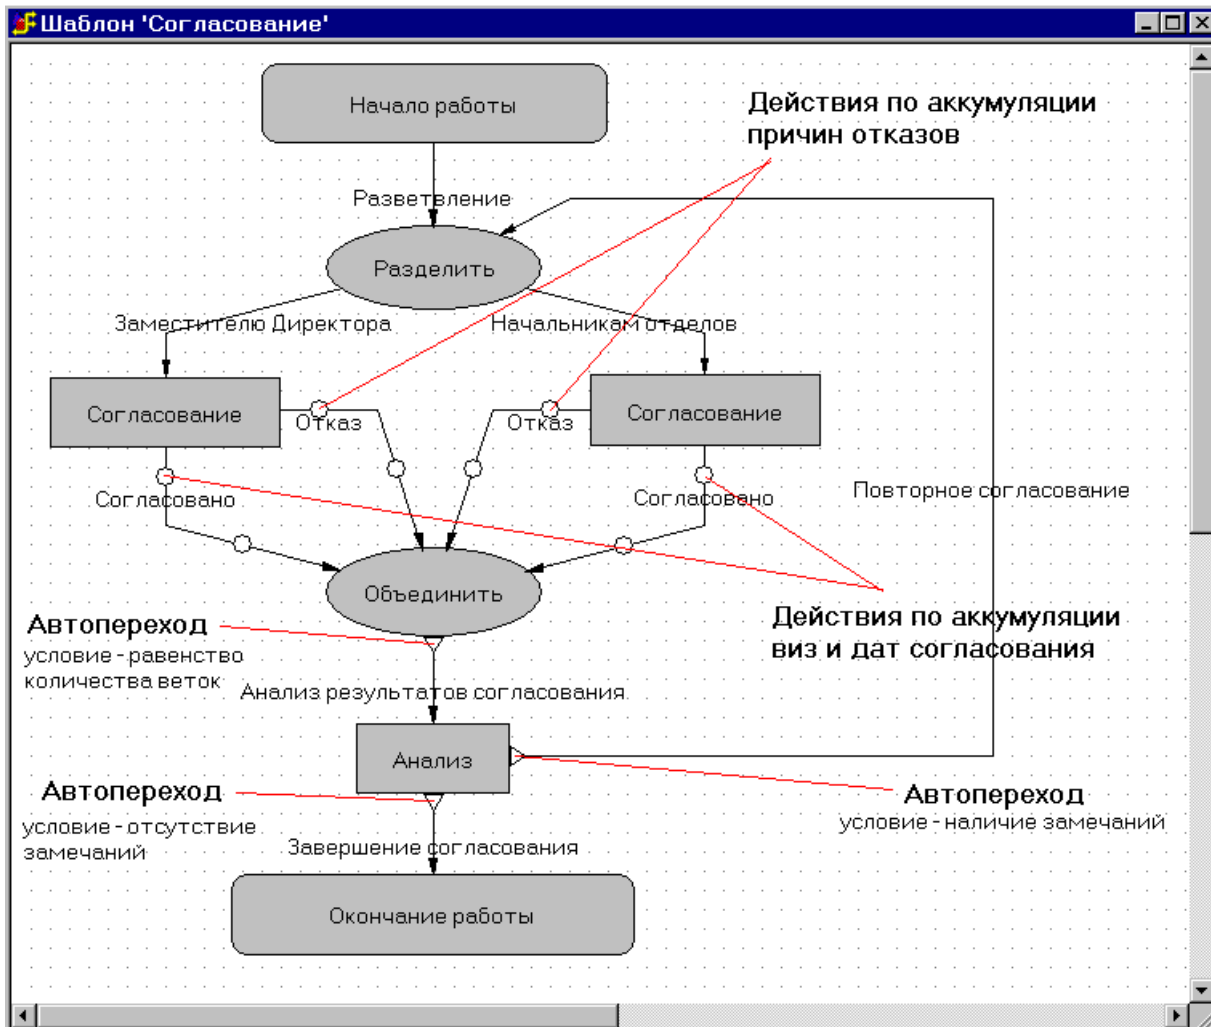 Шаблон 'Согласование'
Начало работы
Действия по аккумуляции
причин отказов
Разветвление
Разделить
Заместителю Директора
Начальникам отделов
Согласование
Отказ
Отказ
Согласование
Согласовано
Согласовано
Повторное согласование
Объединить
Автопереход
условие - равенство
количества веток
Действия по аккумуляции
виз и дат согласования
Анализ результатов согласования
Анализ
Автопереход
условие - отсутствие
замечаний
Автопереход
условие - наличие замечаний
Завершение согласования
Окончание работы